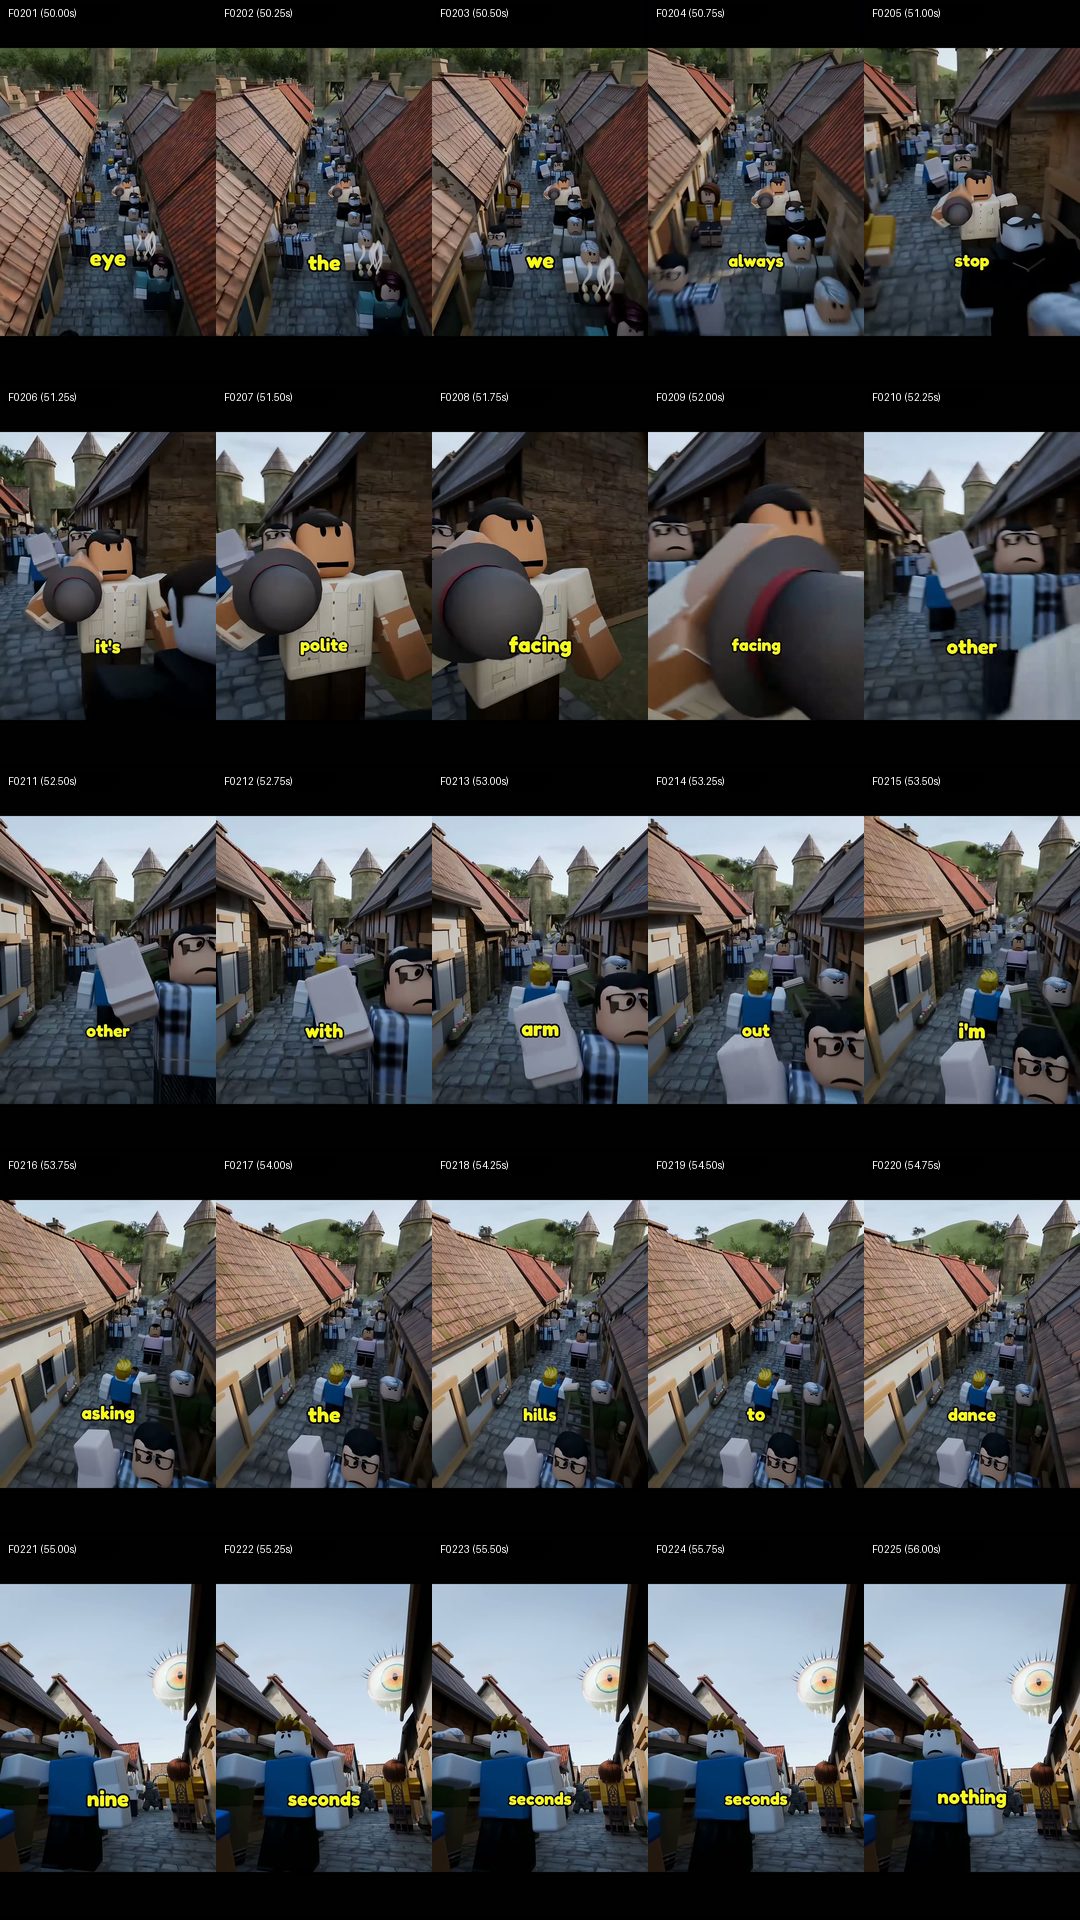 F0201 (50.00s) F0202 (50.25s) F0203 (50.50s) F0204 (50.75s) F0205 (51.00s)
eye the we always stop
F0206 (51.25s) F0207 (51.50s) F0208 (51.75s) F0209 (52.00s) F0210 (52.25s)
it's polite facing facing other
F0211 (52.50s) F0212 (52.75s) F0213 (53.00s) F0214 (53.25s) F0215 (53.50s)
other with arm out i'm
F0216 (53.75s) F0217 (54.00s) F0218 (54.25s) F0219 (54.50s) F0220 (54.75s)
asking the hills to dance
F0221 (55.00s) F0222 (55.25s) F0223 (55.50s) F0224 (55.75s) F0225 (56.00s)
nine seconds seconds seconds nothing